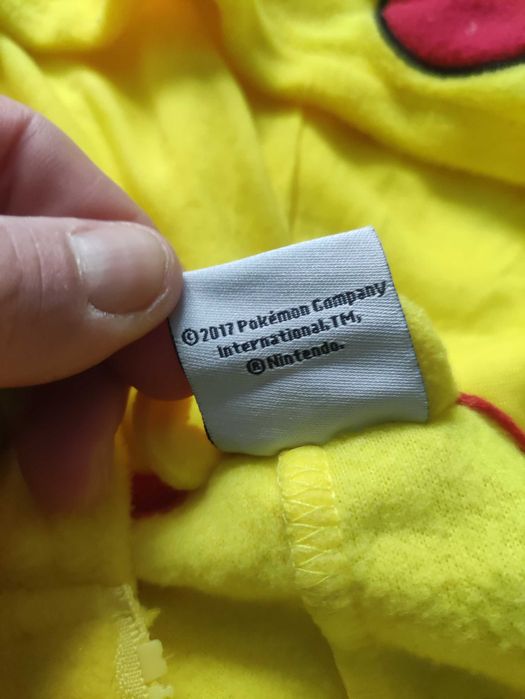 ©2017 Pokémon Company
International.TM,
®Nintendo.